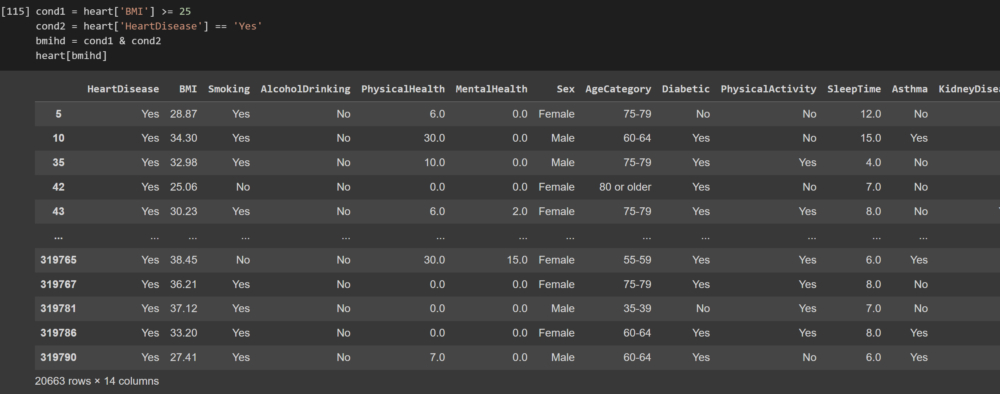 [115] cond1 = heart['BMI'] >= 25
cond2 = heart['HeartDisease'] == 'Yes'
bmihd = cond1 & cond2
heart[bmihd]
HeartDisease BMI Smoking AlcoholDrinking PhysicalHealth MentalHealth Sex AgeCategory Diabetic PhysicalActivity SleepTime Asthma KidneyDisea
5 Yes 28.87 Yes No 6.0 0.0 Female 75-79 No No 12.0 No
10 Yes 34.30 Yes No 30.0 0.0 Male 60-64 Yes No 15.0 Yes
35 Yes 32.98 Yes No 10.0 0.0 Male 75-79 Yes Yes 4.0 No
42 Yes 25.06 No No 0.0 0.0 Female 80 or older Yes No 7.0 No
43 Yes 30.23 Yes No 6.0 2.0 Female 75-79 Yes Yes 8.0 No
... ... ... ... ... ... ... ... ... ... ... ... ...
319765 Yes 38.45 No No 30.0 15.0 Female 55-59 Yes Yes 6.0 Yes
319767 Yes 36.21 Yes No 0.0 0.0 Female 75-79 Yes Yes 8.0 No
319781 Yes 37.12 Yes No 0.0 0.0 Male 35-39 No Yes 7.0 No
319786 Yes 33.20 Yes No 0.0 0.0 Female 60-64 Yes Yes 8.0 Yes
319790 Yes 27.41 Yes No 7.0 0.0 Male 60-64 Yes No 6.0 Yes
20663 rows × 14 columns